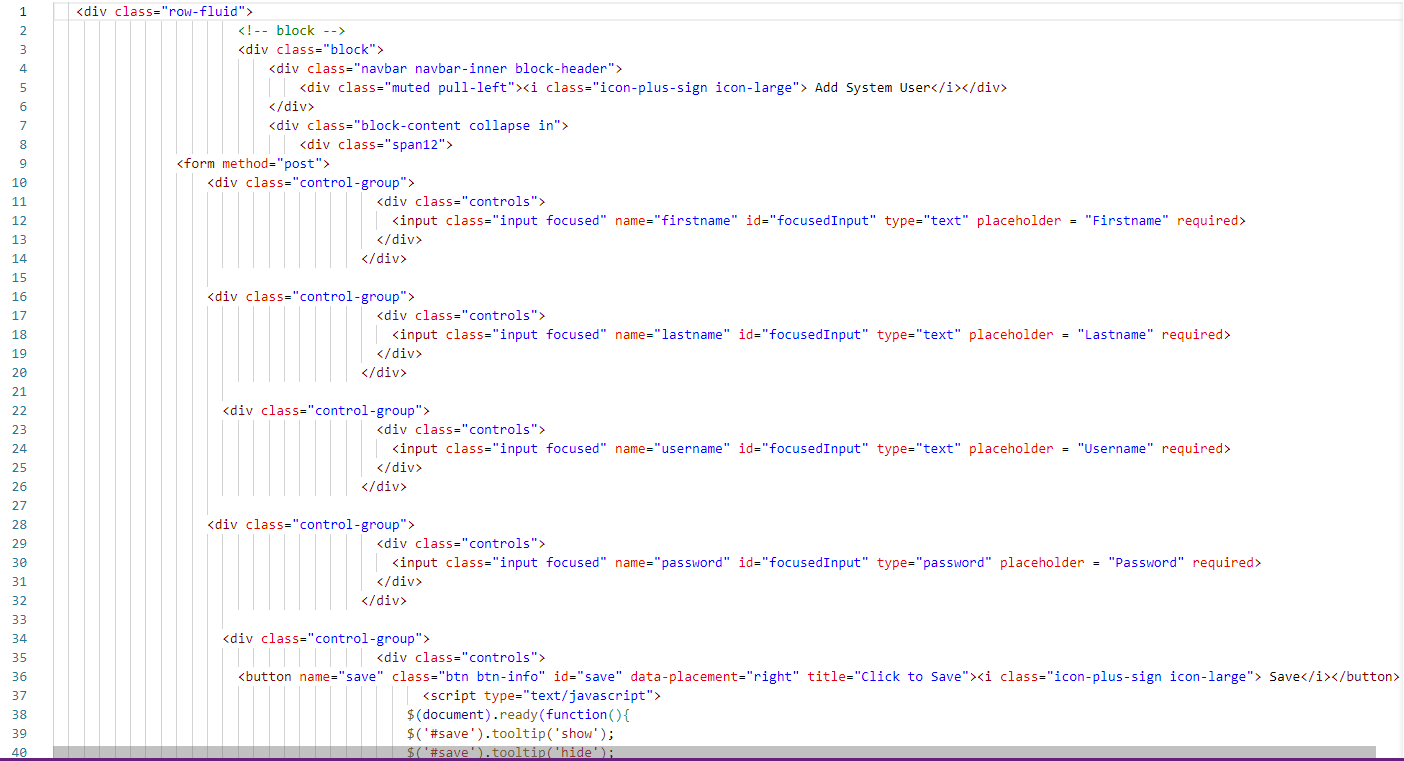 1 <div class="row-fluid">
2 <!-- block -->
3 <div class="block">
4 <div class="navbar navbar-inner block-header">
5 <div class="muted pull-left"><i class="icon-plus-sign icon-large"> Add System User</i></div>
6 </div>
7 <div class="block-content collapse in">
8 <div class="span12">
9 <form method="post">
10 <div class="control-group">
11 <div class="controls">
12 <input class="input focused" name="firstname" id="focusedInput" type="text" placeholder = "Firstname" required>
13 </div>
14 </div>
15
16 <div class="control-group">
17 <div class="controls">
18 <input class="input focused" name="lastname" id="focusedInput" type="text" placeholder = "Lastname" required>
19 </div>
20 </div>
21
22 <div class="control-group">
23 <div class="controls">
24 <input class="input focused" name="username" id="focusedInput" type="text" placeholder = "Username" required>
25 </div>
26 </div>
27
28 <div class="control-group">
29 <div class="controls">
30 <input class="input focused" name="password" id="focusedInput" type="password" placeholder = "Password" required>
31 </div>
32 </div>
33
34 <div class="control-group">
35 <div class="controls">
36 <button name="save" class="btn btn-info" id="save" data-placement="right" title="Click to Save"><i class="icon-plus-sign icon-large"> Save</i></button>
37 <script type="text/javascript">
38 $(document).ready(function(){
39 $('#save').tooltip('show');
40 $('#save').tooltip('hide');